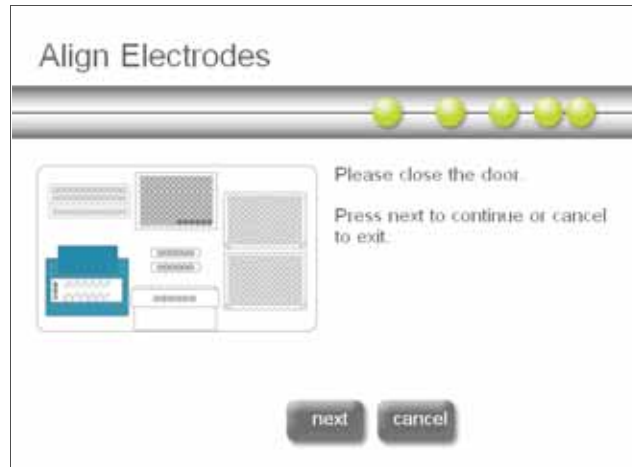 Align Electrodes
Please close the door.
Press next to continue or cancel
to exit.
next
cancel